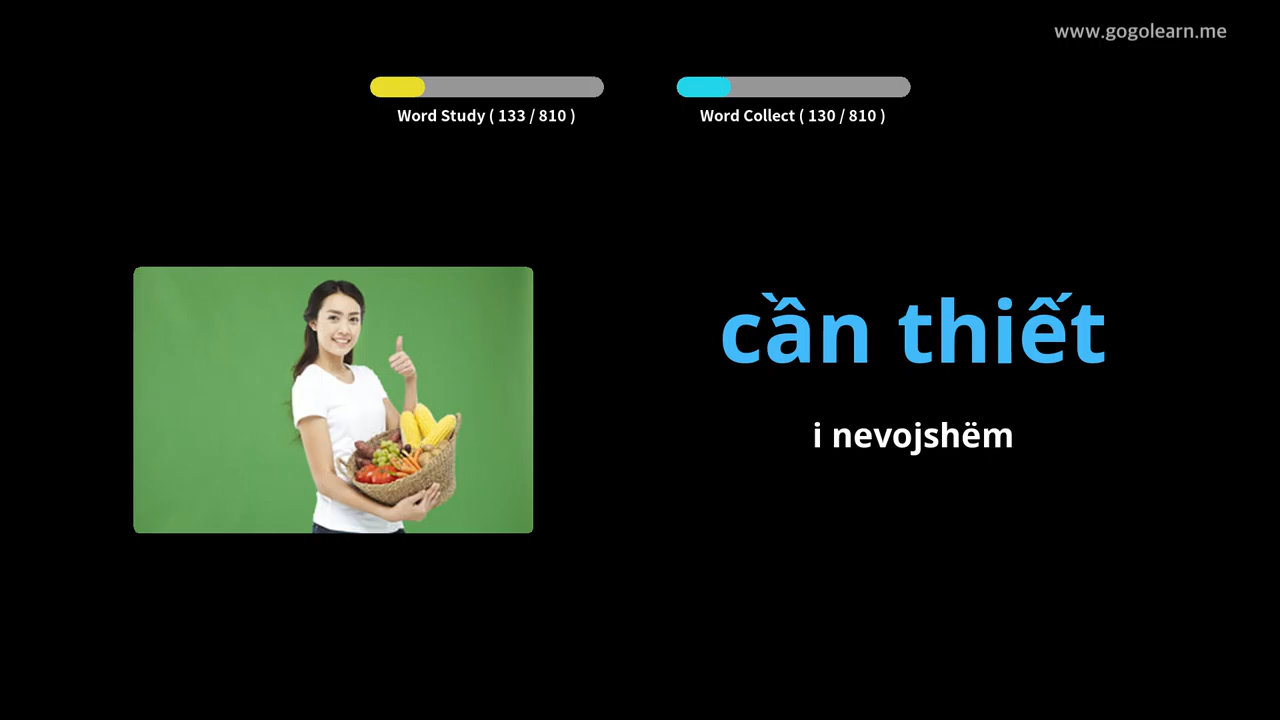 www.gogolearn.me
Word Study ( 133 / 810 )
Word Collect ( 130 / 810 )
cần thiết
i nevojshëm